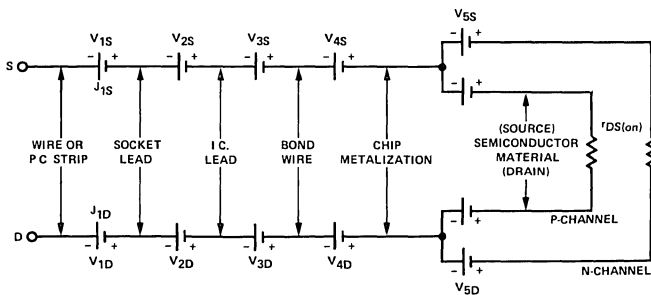 V5S
V1S V2S V3S V4S
- + - + - + - + - +
S
J1S
- +
WIRE OR
PC STRIP
SOCKET
LEAD
I.C.
LEAD
BOND
WIRE
CHIP
METALIZATION
(SOURCE)
SEMICONDUCTOR
MATERIAL
(DRAIN)
rDS(on)
J1D
- +
P-CHANNEL
D
- + - + - + - + - +
V1D V2D V3D V4D
V5D
N-CHANNEL